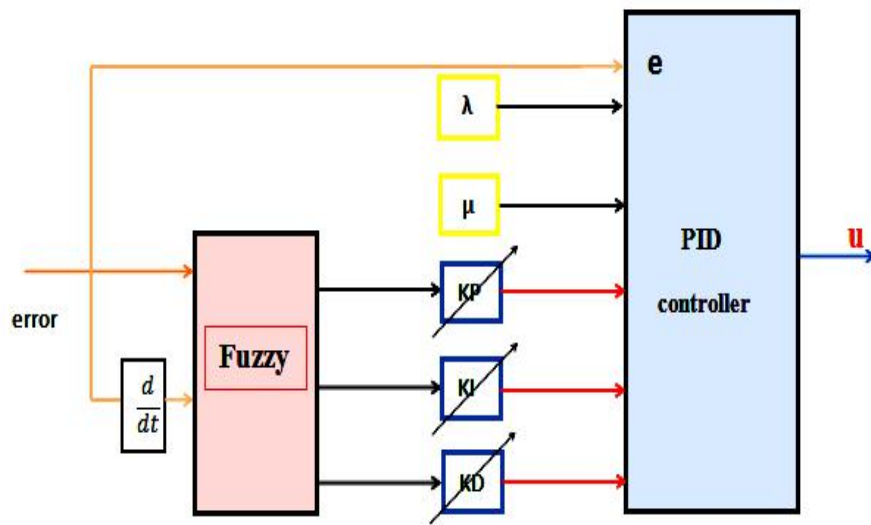 e
λ
μ
PID
controller
u
KP
error
Fuzzy
KI
d
dt
KD